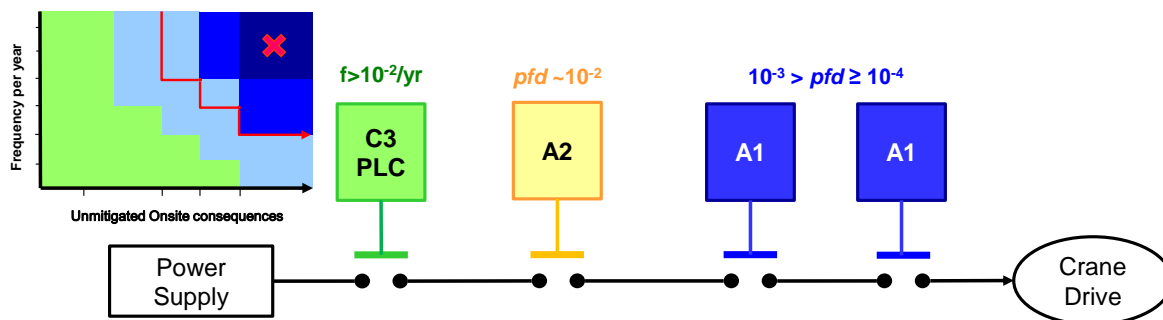 Frequency per year
Unmitigated Onsite consequences
f>10⁻²/yr
pfd ~10⁻²
10⁻³ > pfd ≥ 10⁻⁴
C3
PLC
A2
A1
A1
Power
Supply
Crane
Drive